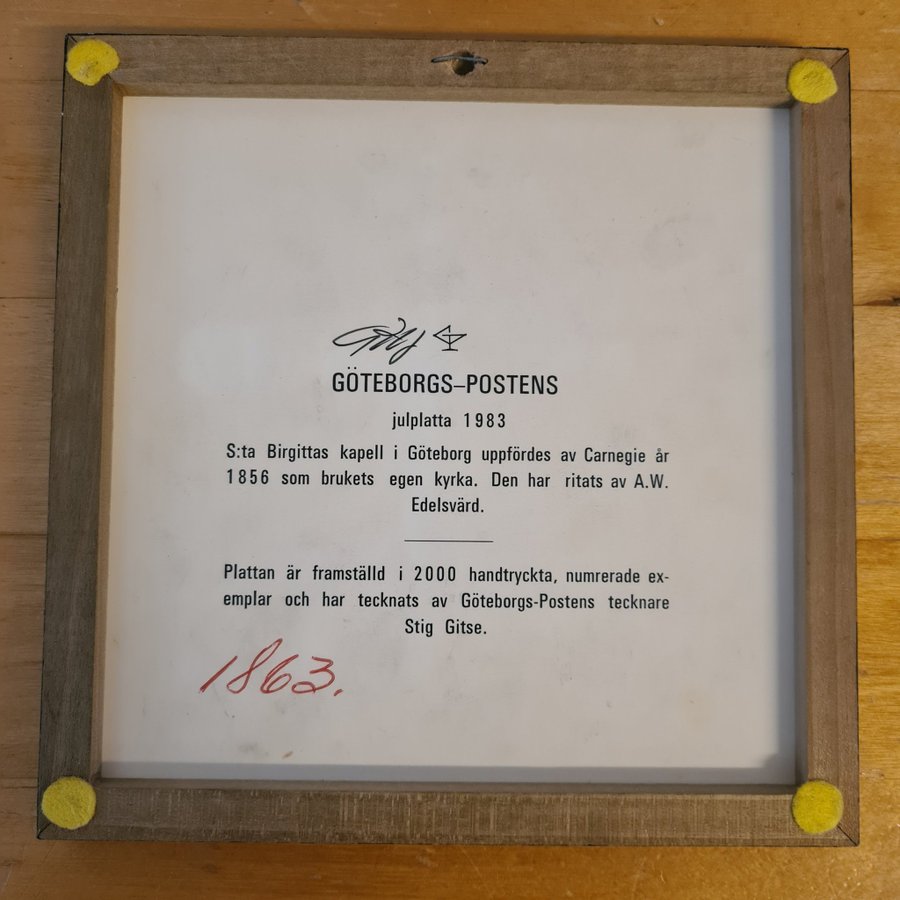 GÖTEBORGS–POSTENS
julplatta 1983
S:ta Birgittas kapell i Göteborg uppfördes av Carnegie år
1856 som brukets egen kyrka. Den har ritats av A.W.
Edelsvärd.
Plattan är framställd i 2000 handtryckta, numrerade ex-
emplar och har tecknats av Göteborgs-Postens tecknare
Stig Gitse.
1863.